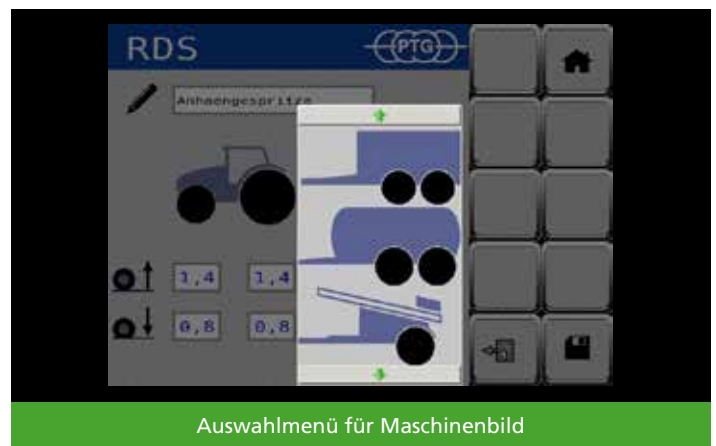 RDS
PTG
Anhaengespritze
1,4 1,4
0,8 0,8
Auswahlmenü für Maschinenbild